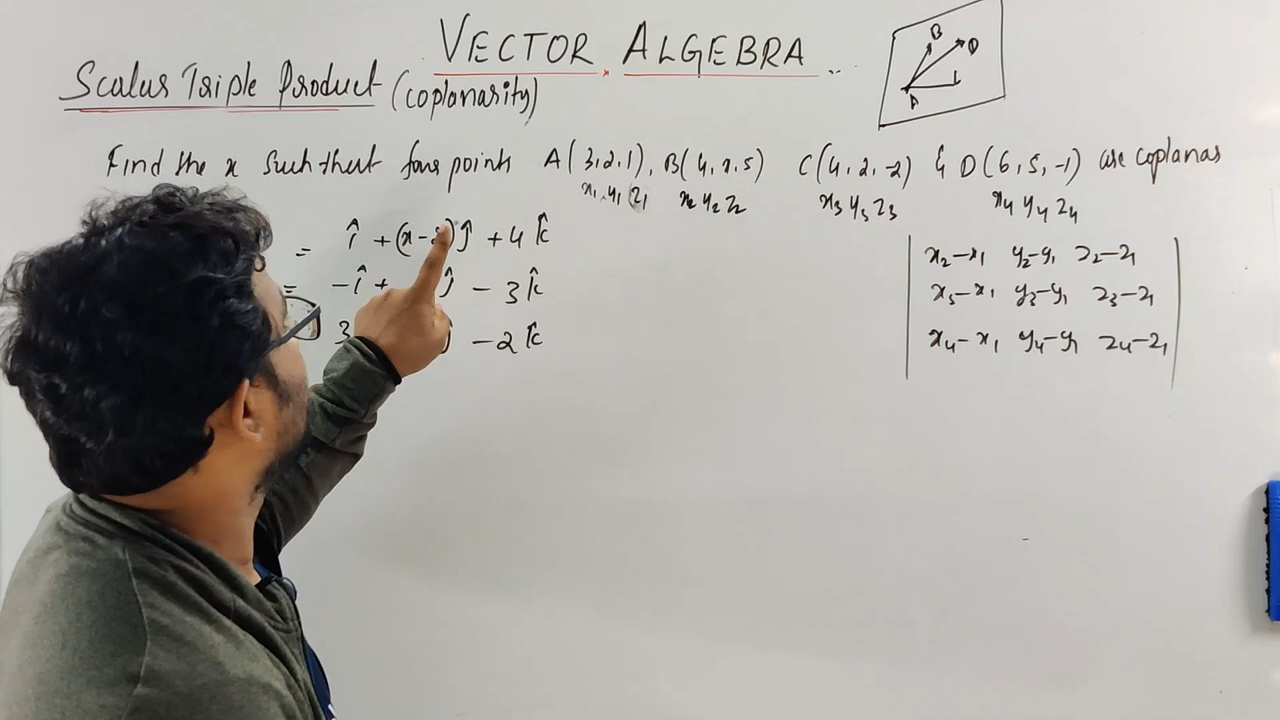 VECTOR ALGEBRA
Scalar Triple Product (coplanarity)
B
D
A
Find the x such that four points A(3,2,1), B(4,x,5) C(4,2,-2) & D(6,5,-1) are coplanar
x₁ y₁ z₁ x₂ y₂ z₂ x₃ y₃ z₃ x₄ y₄ z₄
= î + (x- )ĵ + 4k̂
= -î + ĵ - 3k̂
3 - 2k̂
x₂-x₁ y₂-y₁ z₂-z₁
x₃-x₁ y₃-y₁ z₃-z₁
x₄-x₁ y₄-y₁ z₄-z₁